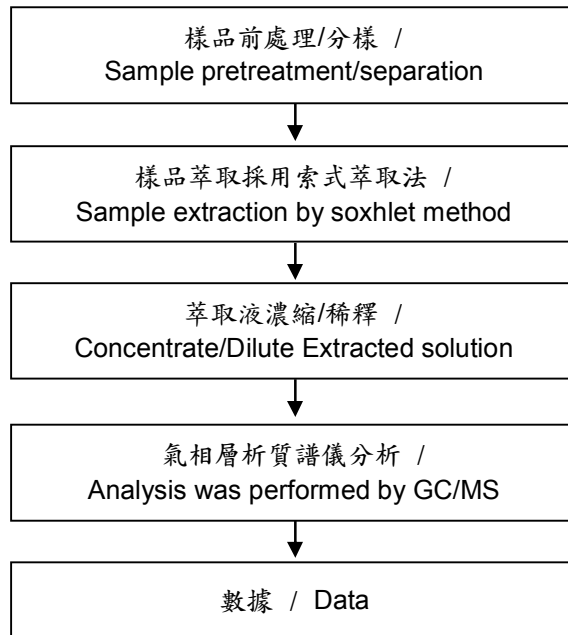 樣品前處理/分樣 /
Sample pretreatment/separation
樣品萃取採用索式萃取法 /
Sample extraction by soxhlet method
萃取液濃縮/稀釋 /
Concentrate/Dilute Extracted solution
氣相層析質譜儀分析 /
Analysis was performed by GC/MS
數據 / Data